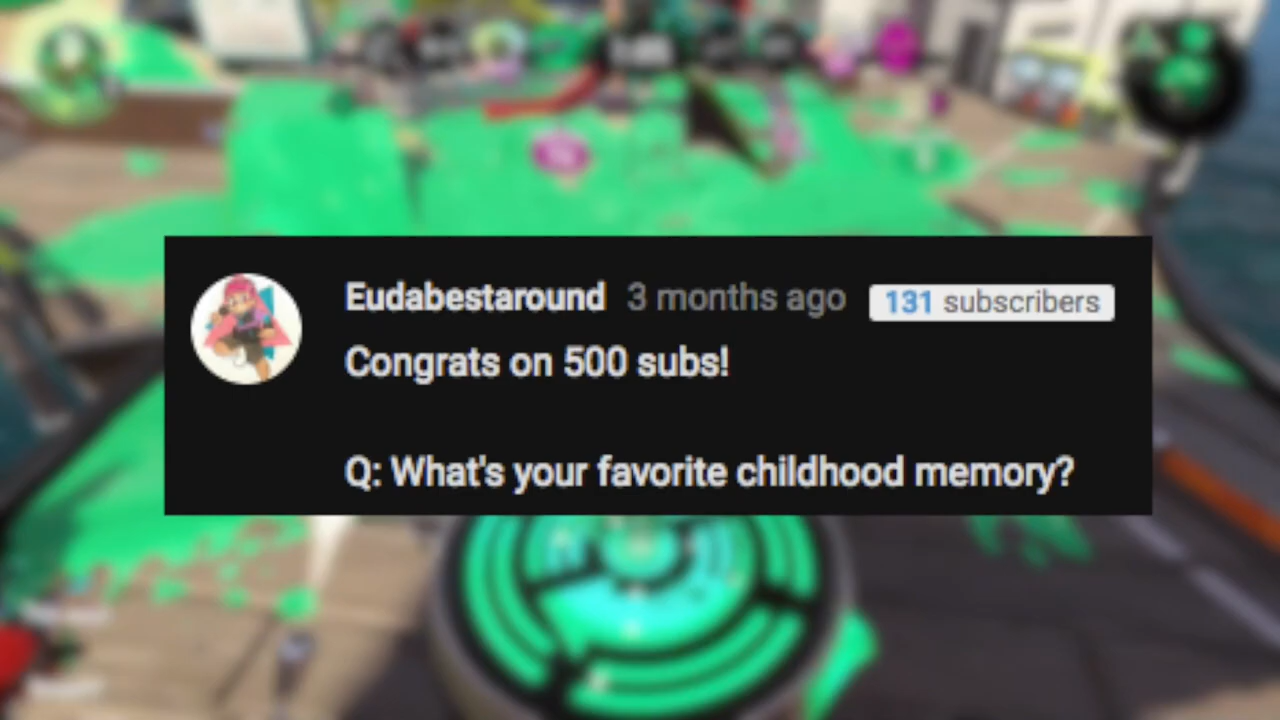 Eudabestaround 3 months ago 131 subscribers
Congrats on 500 subs!
Q: What's your favorite childhood memory?